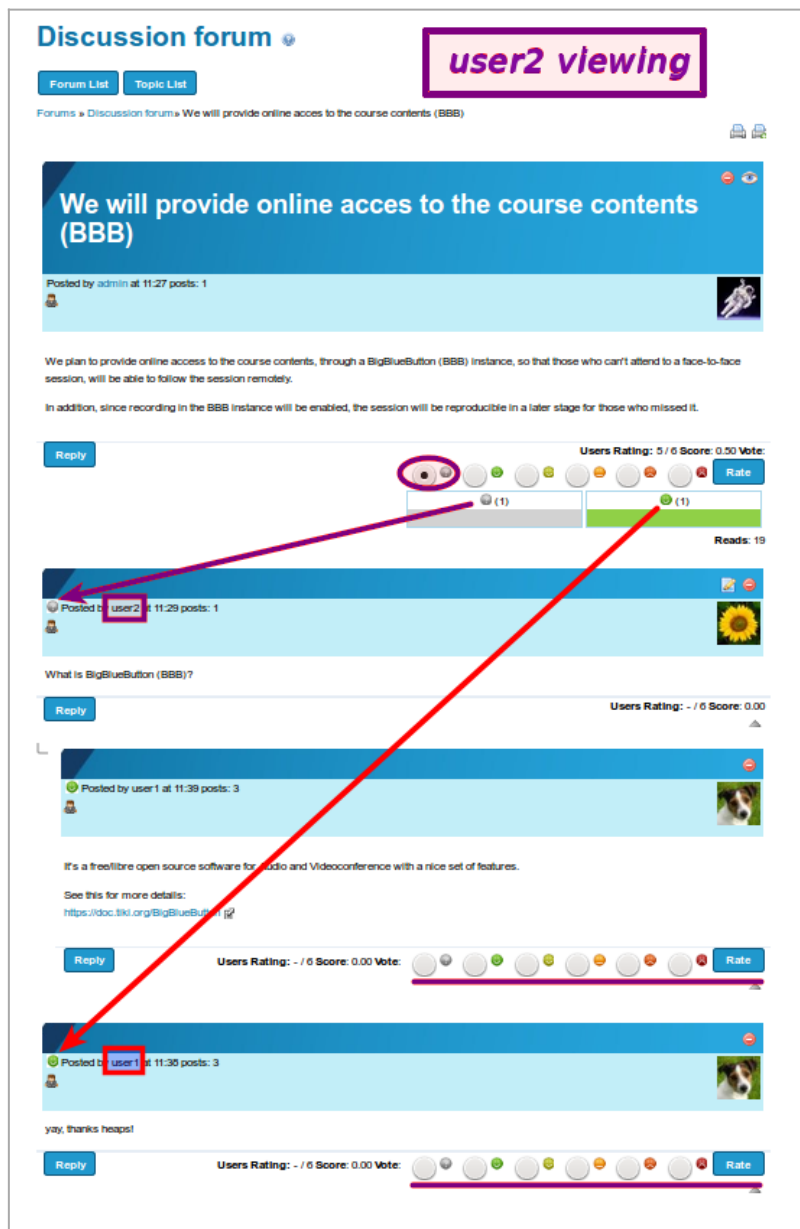 Discussion forum
user2 viewing
Forum List Topic List
Forums » Discussion forum» We will provide online acces to the course contents (BBB)
We will provide online acces to the course contents
(BBB)
Posted by admin at 11:27 posts: 1
We plan to provide online access to the course contents, through a BigBlueButton (BBB) instance, so that those who can't attend to a face-to-face
session, will be able to follow the session remotely.
In addition, since recording in the BBB instance will be enabled, the session will be reproducible in a later stage for those who missed it.
Reply
Users Rating: 5 / 6 Score: 0.50 Vote:
Rate
(1) (1)
Reads: 19
Posted by user2 at 11:29 posts: 1
What is BigBlueButton (BBB)?
Reply
Users Rating: - / 6 Score: 0.00
Posted by user1 at 11:39 posts: 3
It's a free/libre open source software for Audio and Videoconference with a nice set of features.
See this for more details:
https://doc.tiki.org/BigBlueButton
Reply Users Rating: - / 6 Score: 0.00 Vote: Rate
Posted by user1 at 11:38 posts: 3
yay, thanks heaps!
Reply Users Rating: - / 6 Score: 0.00 Vote: Rate